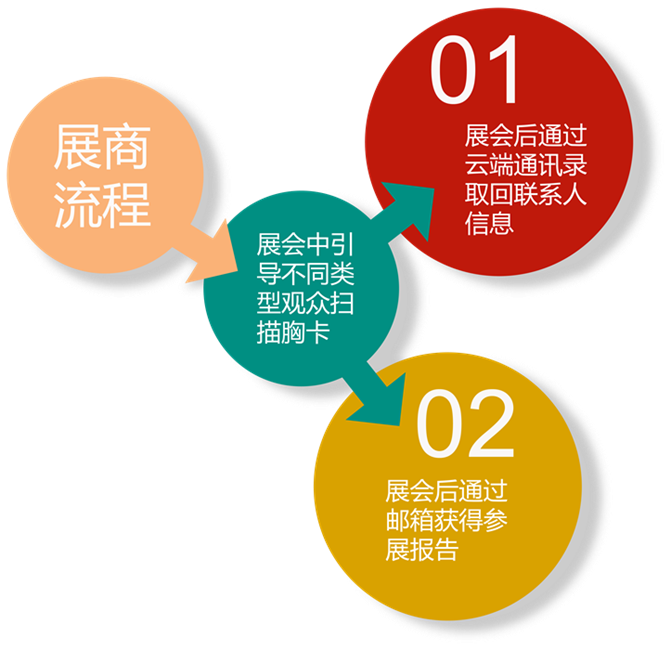 展商
流程
展会中引
导不同类
型观众扫
描胸卡
01
展会后通过
云端通讯录
取回联系人
信息
02
展会后通过
邮箱获得参
展报告